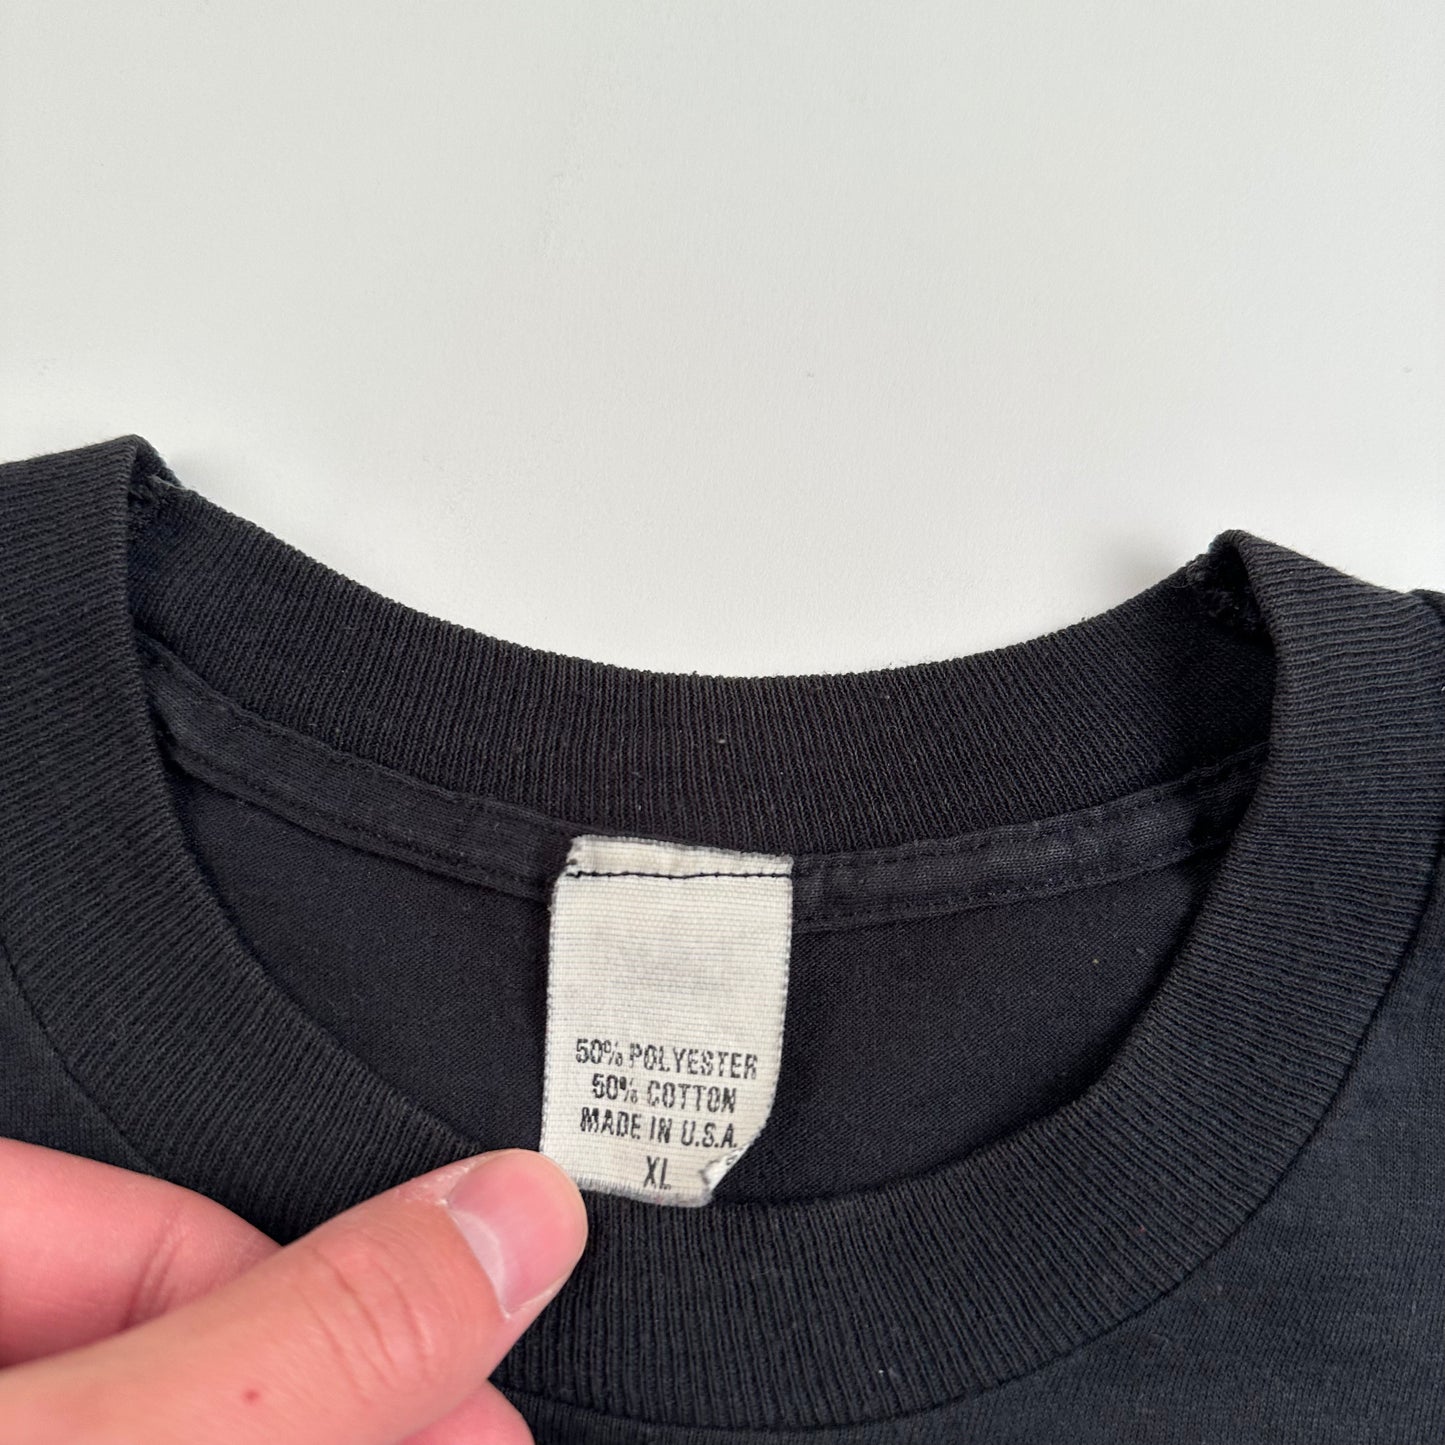 50% POLYESTER
50% COTTON
MADE IN U.S.A.
XL